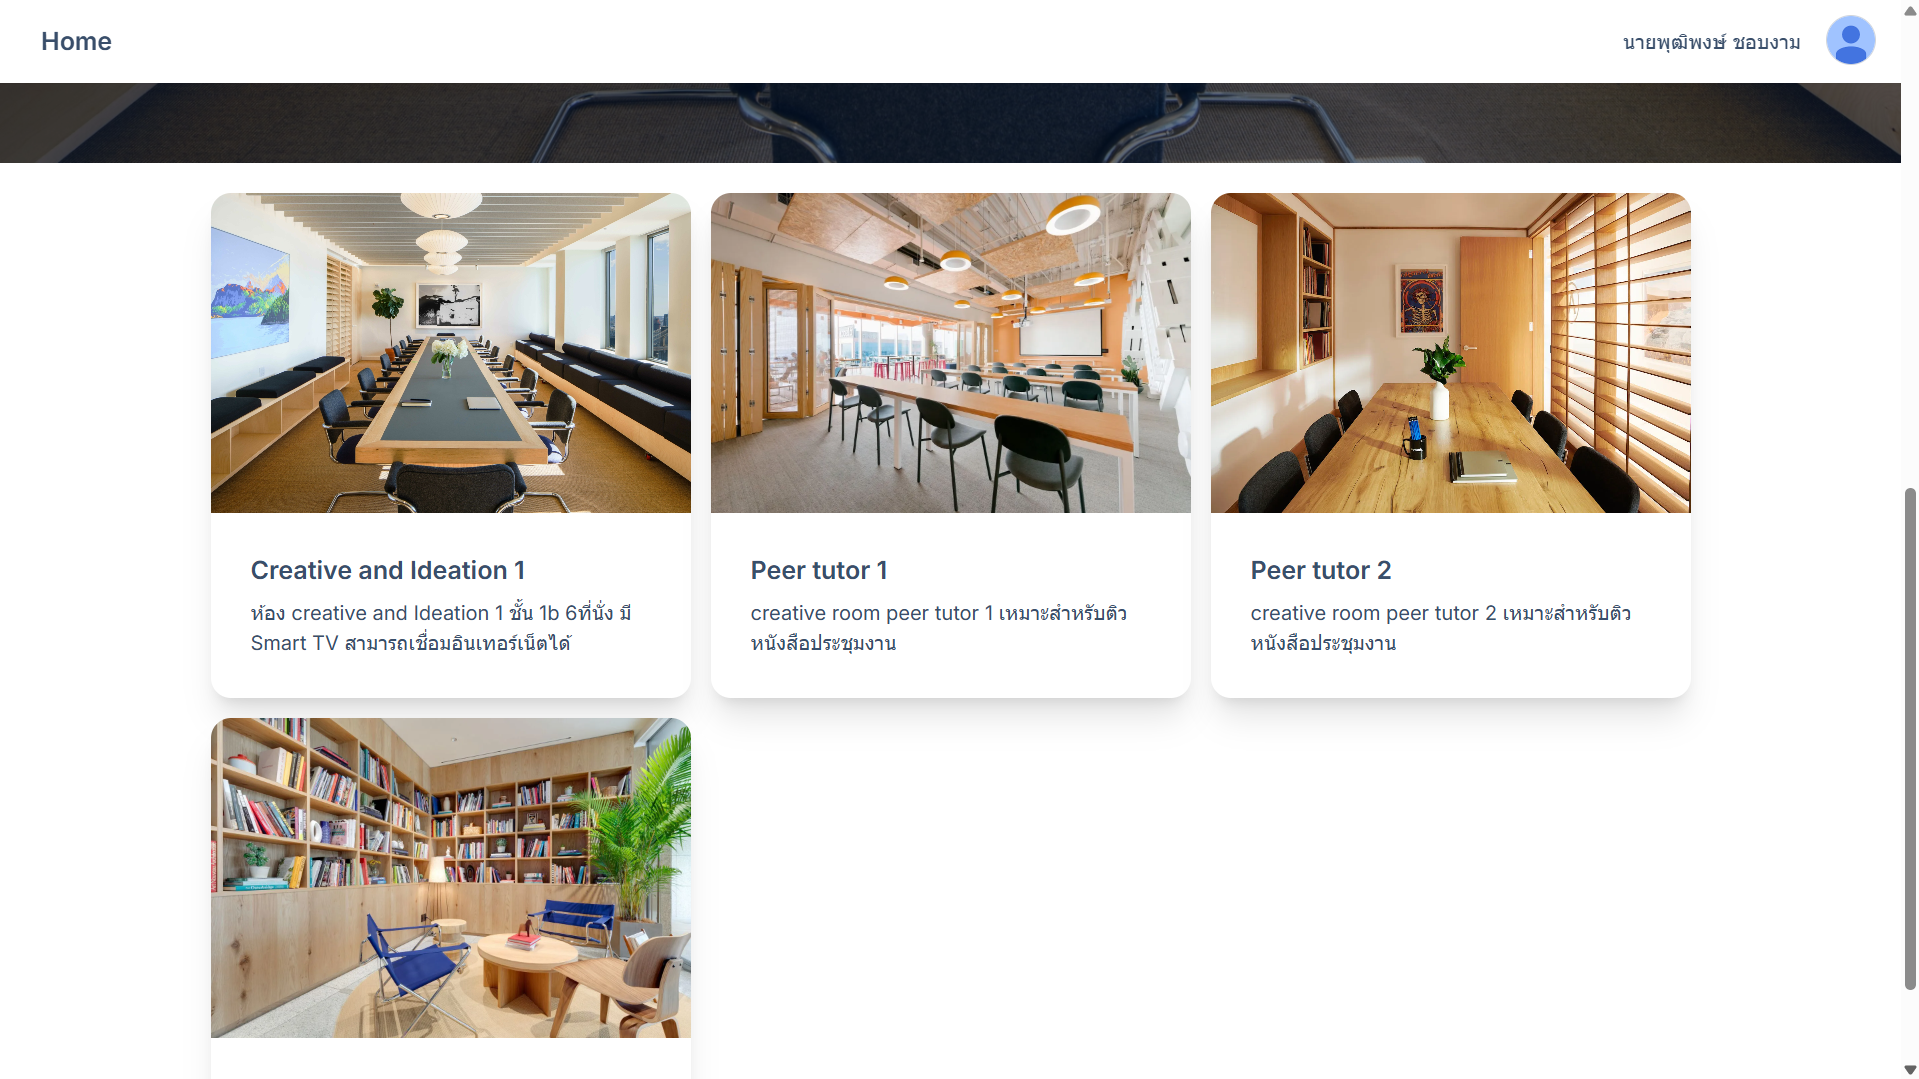 Home
นายพุฒิพงษ์ ชอบงาม
Creative and Ideation 1
ห้อง creative and Ideation 1 ชั้น 1b 6ที่นั่ง มี
Smart TV สามารถเชื่อมอินเทอร์เน็ตได้
Peer tutor 1
creative room peer tutor 1 เหมาะสำหรับติว
หนังสือประชุมงาน
Peer tutor 2
creative room peer tutor 2 เหมาะสำหรับติว
หนังสือประชุมงาน